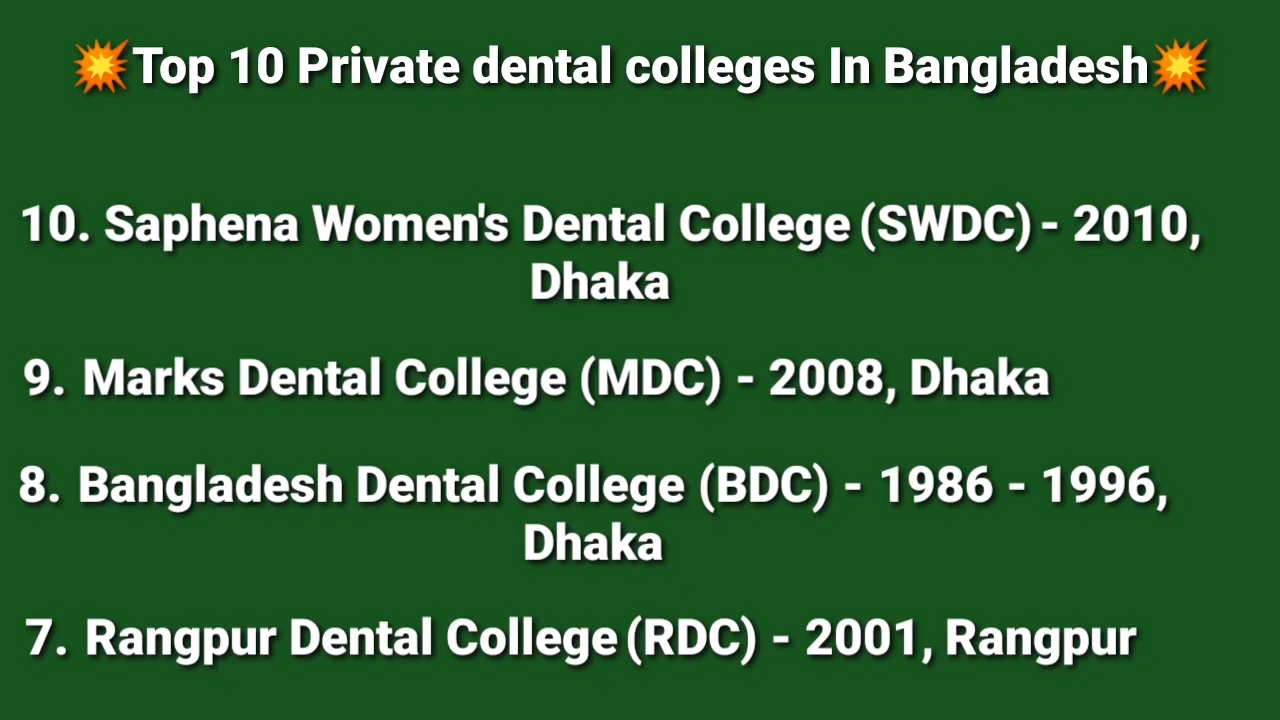 💥Top 10 Private dental colleges In Bangladesh💥
10. Saphena Women's Dental College (SWDC) - 2010,
Dhaka
9. Marks Dental College (MDC) - 2008, Dhaka
8. Bangladesh Dental College (BDC) - 1986 - 1996,
Dhaka
7. Rangpur Dental College (RDC) - 2001, Rangpur